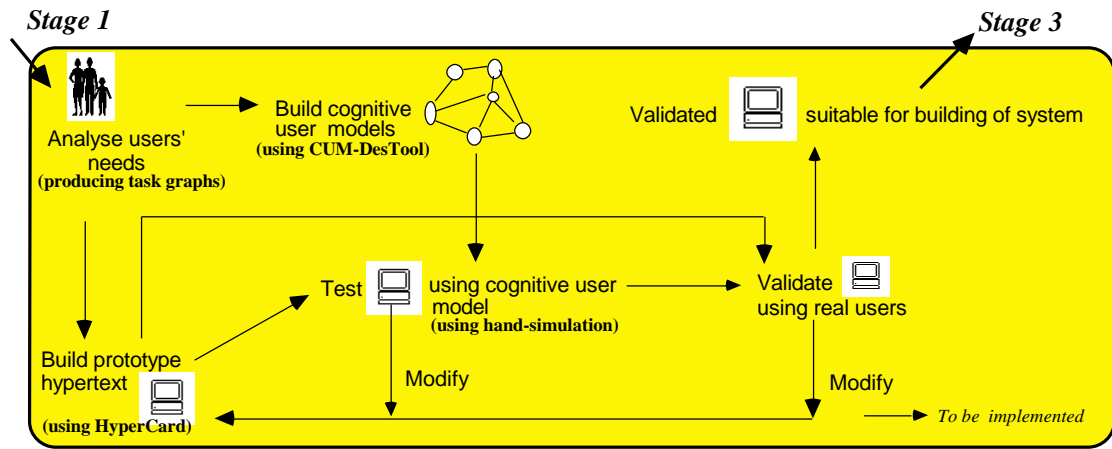 Stage 1
Stage 3
Analyse users'
needs
(producing task graphs)
Build cognitive
user models
(using CUM-DesTool)
Validated
suitable for building of system
Test
using cognitive user
model
(using hand-simulation)
Validate
using real users
Build prototype
hypertext
(using HyperCard)
Modify
Modify
To be implemented